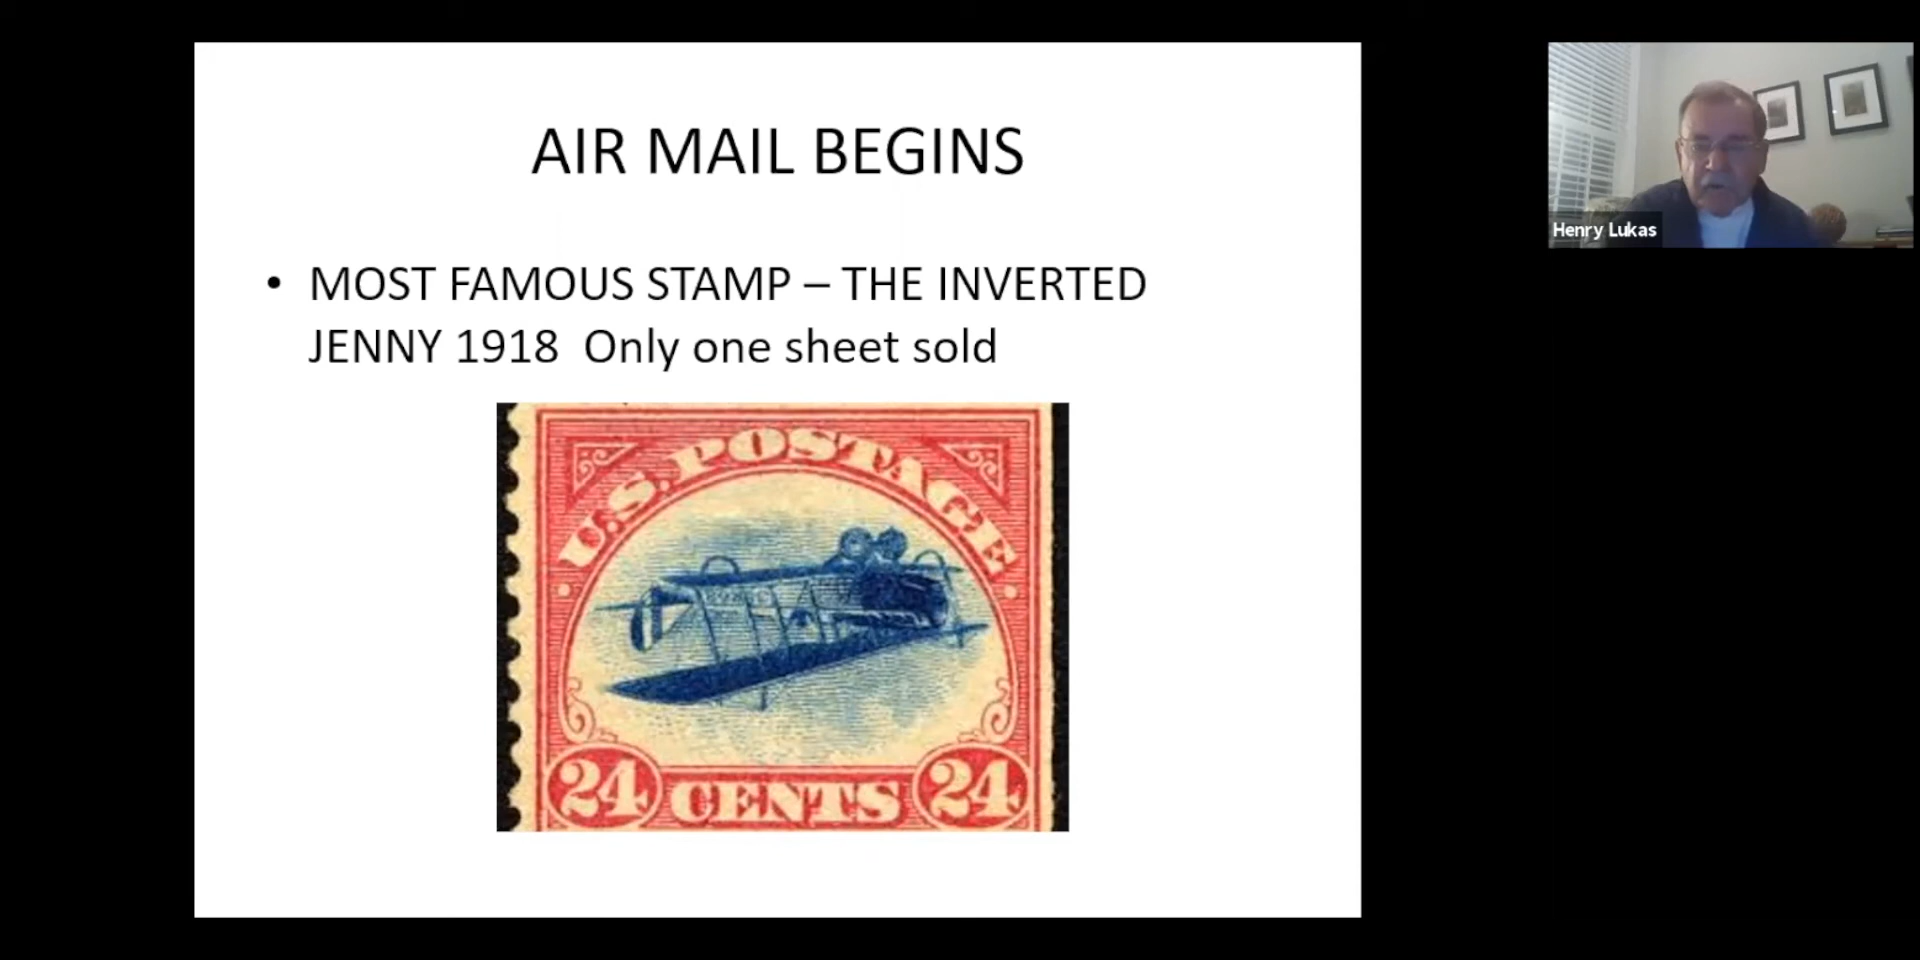 AIR MAIL BEGINS
• MOST FAMOUS STAMP – THE INVERTED
JENNY 1918  Only one sheet sold
U.S. POSTAGE
24 CENTS 24
Henry Lukas